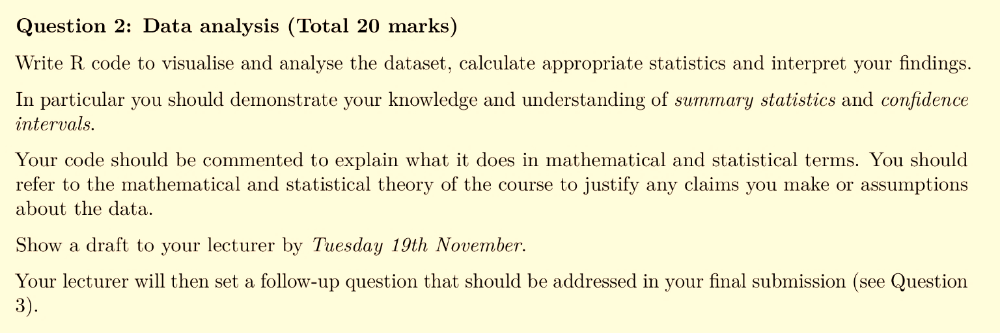 Question 2: Data analysis (Total 20 marks)
Write R code to visualise and analyse the dataset, calculate appropriate statistics and interpret your findings.
In particular you should demonstrate your knowledge and understanding of summary statistics and confidence
intervals.
Your code should be commented to explain what it does in mathematical and statistical terms. You should
refer to the mathematical and statistical theory of the course to justify any claims you make or assumptions
about the data.
Show a draft to your lecturer by Tuesday 19th November.
Your lecturer will then set a follow-up question that should be addressed in your final submission (see Question
3).